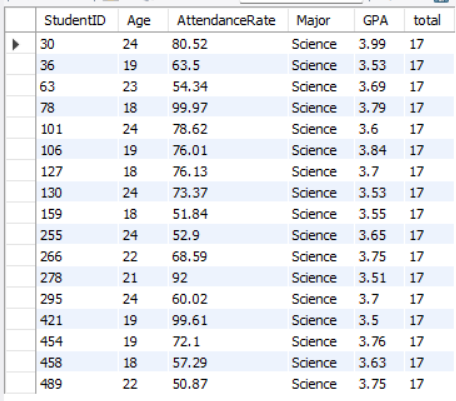 StudentID Age AttendanceRate Major GPA total
30 24 80.52 Science 3.99 17
36 19 63.5 Science 3.53 17
63 23 54.34 Science 3.69 17
78 18 99.97 Science 3.79 17
101 24 78.62 Science 3.6 17
106 19 76.01 Science 3.84 17
127 18 76.13 Science 3.7 17
130 24 73.37 Science 3.53 17
159 18 51.84 Science 3.55 17
255 24 52.9 Science 3.65 17
266 22 68.59 Science 3.75 17
278 21 92 Science 3.51 17
295 24 60.02 Science 3.7 17
421 19 99.61 Science 3.5 17
454 19 72.1 Science 3.76 17
458 18 57.29 Science 3.63 17
489 22 50.87 Science 3.75 17